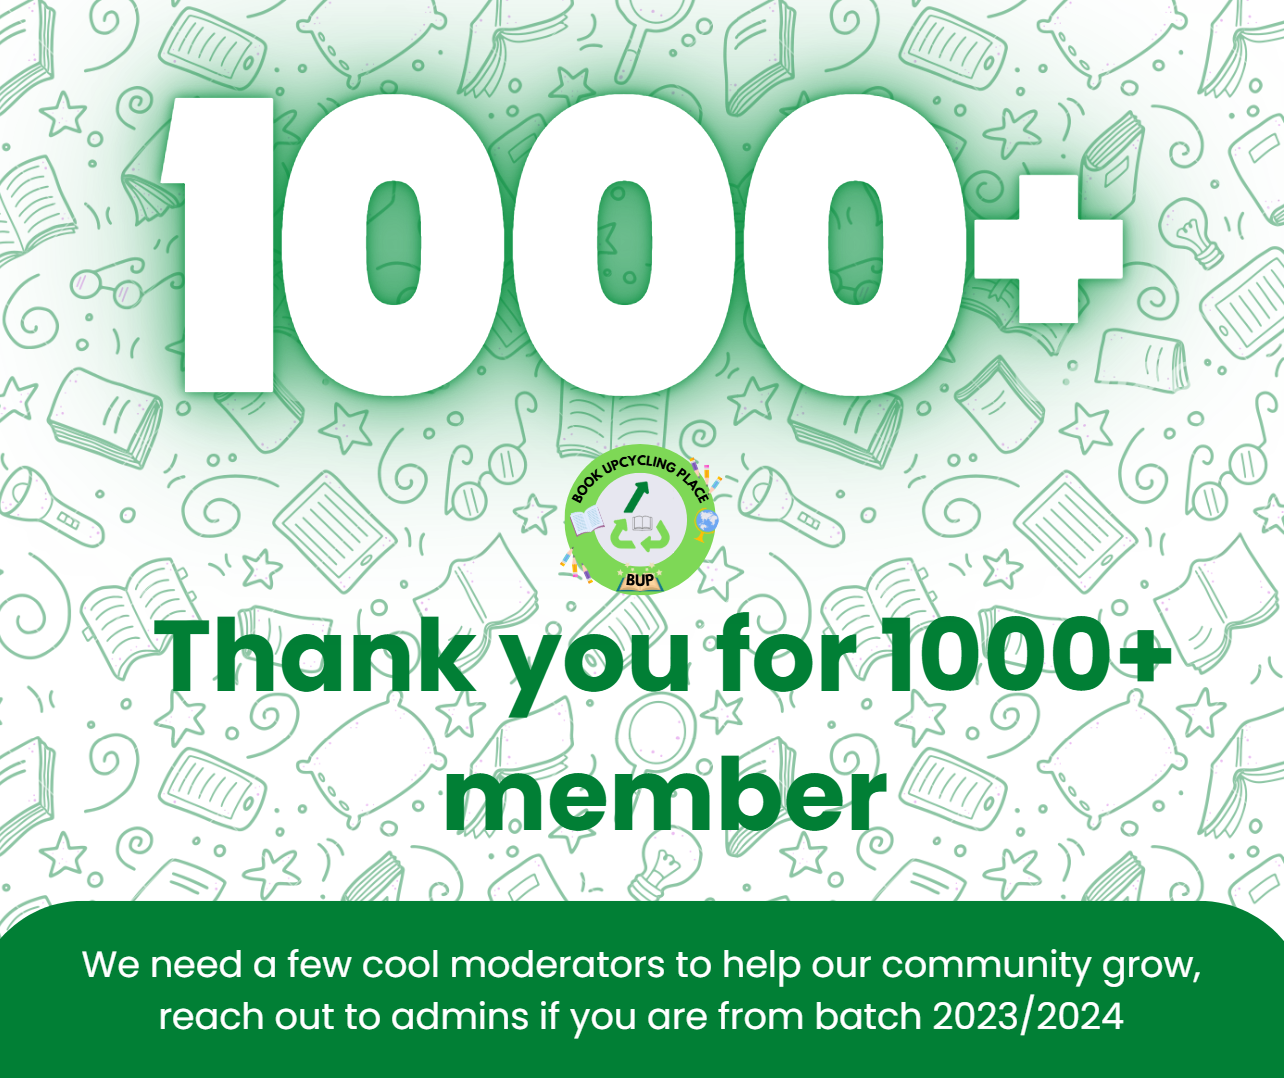 1000+
BOOK UPCYCLING PLACE
BUP
Thank you for 1000+
member
We need a few cool moderators to help our community grow,
reach out to admins if you are from batch 2023/2024